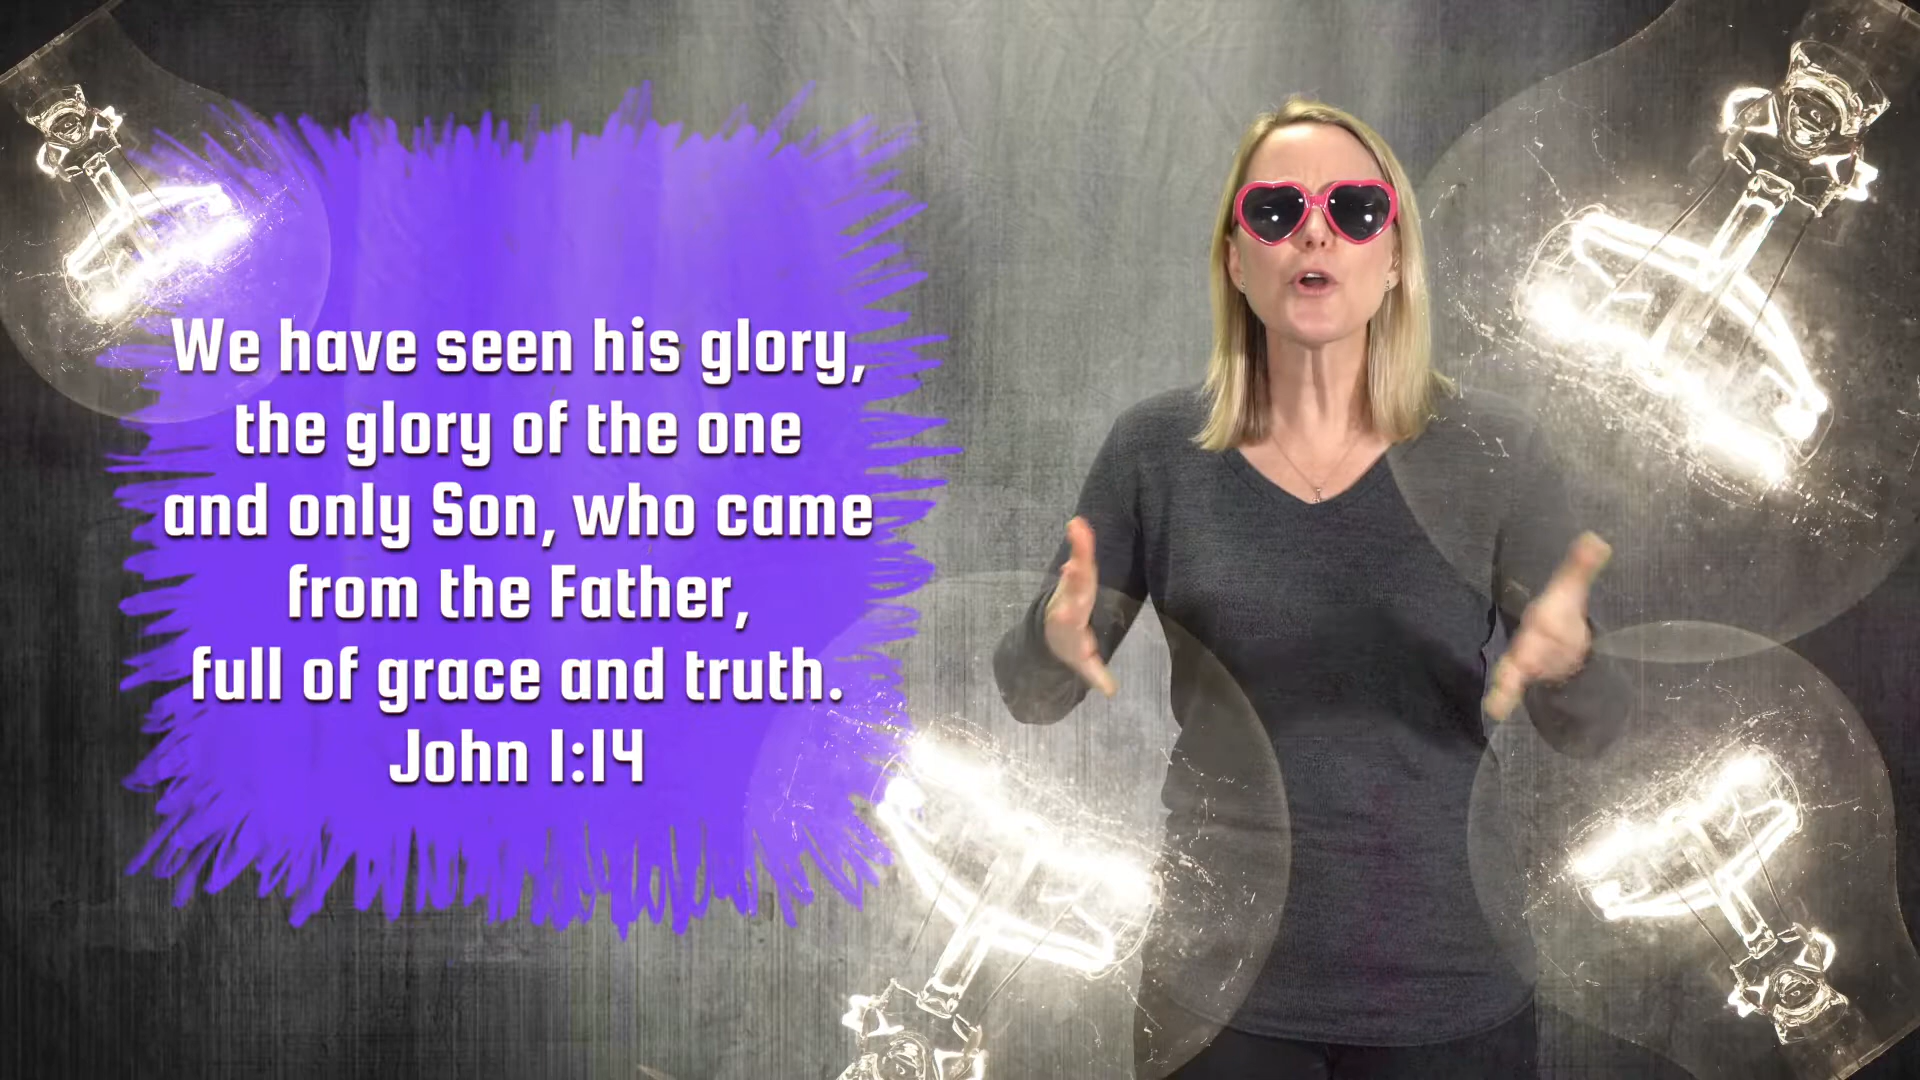 We have seen his glory,
the glory of the one
and only Son, who came
from the Father,
full of grace and truth.
John 1:14